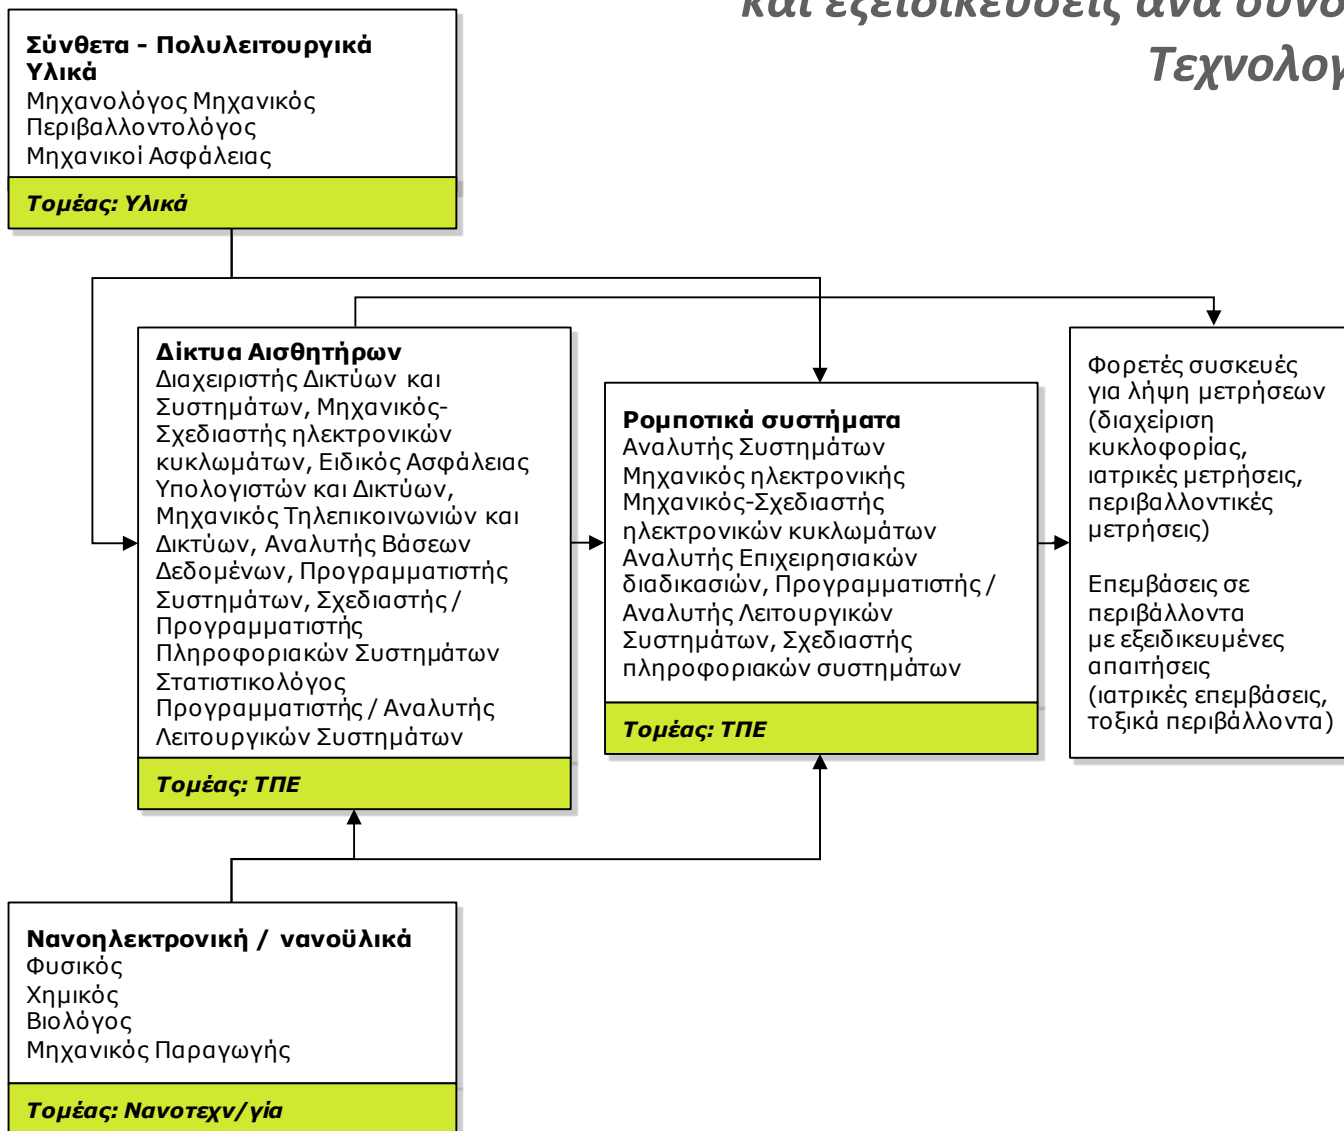 και εξειδικεύσεις ανά
Τεχνολογ
Σύνθετα - Πολυλειτουργικά
Υλικά
Μηχανολόγος Μηχανικός
Περιβαλλοντολόγος
Μηχανικοί Ασφάλειας
Τομέας: Υλικά
Δίκτυα Αισθητήρων
Διαχειριστής Δικτύων και
Συστημάτων, Μηχανικός-
Σχεδιαστής ηλεκτρονικών
κυκλωμάτων, Ειδικός Ασφάλειας
Υπολογιστών και Δικτύων,
Μηχανικός Τηλεπικοινωνιών και
Δικτύων, Αναλυτής Βάσεων
Δεδομένων, Προγραμματιστής
Συστημάτων, Σχεδιαστής /
Προγραμματιστής
Πληροφοριακών Συστημάτων
Στατιστικολόγος
Προγραμματιστής / Αναλυτής
Λειτουργικών Συστημάτων
Τομέας: ΤΠΕ
Ρομποτικά συστήματα
Αναλυτής Συστημάτων
Μηχανικός ηλεκτρονικής
Μηχανικός-Σχεδιαστής
ηλεκτρονικών κυκλωμάτων
Αναλυτής Επιχειρησιακών
διαδικασιών, Προγραμματιστής /
Αναλυτής Λειτουργικών
Συστημάτων, Σχεδιαστής
πληροφοριακών συστημάτων
Τομέας: ΤΠΕ
Φορετές συσκευές
για λήψη μετρήσεων
(διαχείριση
κυκλοφορίας,
ιατρικές μετρήσεις,
περιβαλλοντικές
μετρήσεις)
Επεμβάσεις σε
περιβάλλοντα
με εξειδικευμένες
απαιτήσεις
(ιατρικές επεμβάσεις,
τοξικά περιβάλλοντα)
Νανοηλεκτρονική / νανοϋλικά
Φυσικός
Χημικός
Βιολόγος
Μηχανικός Παραγωγής
Τομέας: Νανοτεχν/γία